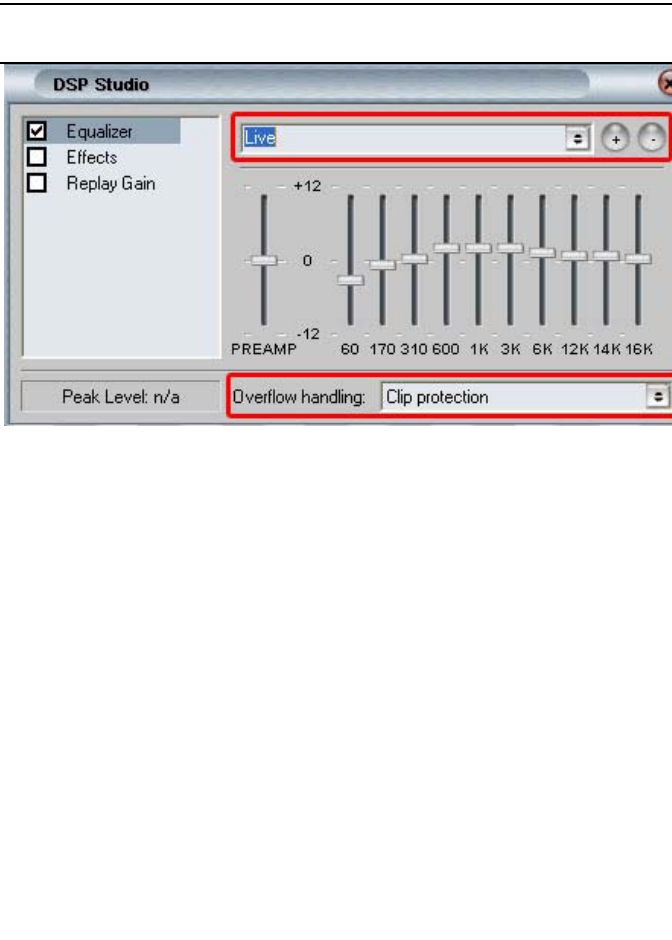 DSP Studio
Equalizer
Effects
Replay Gain
Live
+ -
+12
0
-12
PREAMP 60 170 310 600 1K 3K 6K 12K 14K 16K
Peak Level: n/a
Overflow handling: Clip protection